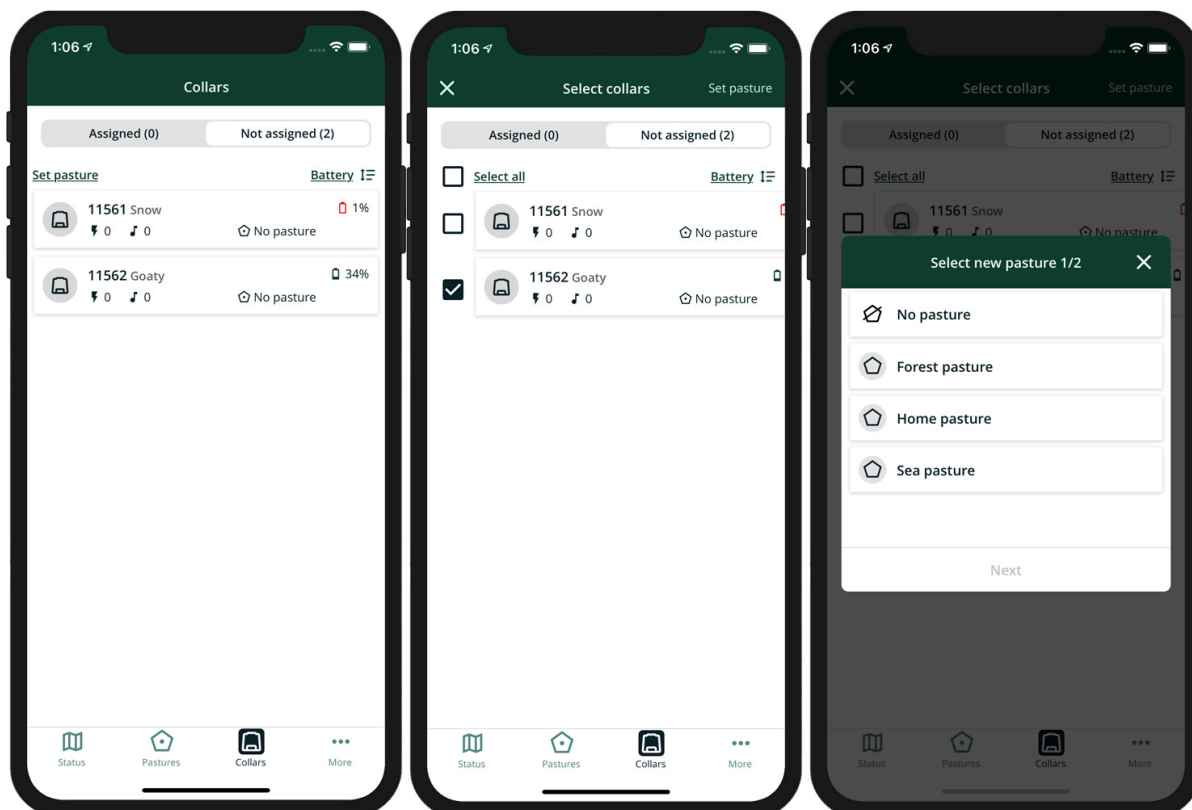 1:06
Collars
Assigned (0)
Not assigned (2)
Set pasture
Battery
11561 Snow
1%
0
0
No pasture
11562 Goaty
34%
0
0
No pasture
Status
Pastures
Collars
More
1:06
Select collars
Set pasture
Assigned (0)
Not assigned (2)
Select all
Battery
11561 Snow
0
0
No pasture
11562 Goaty
0
0
No pasture
Status
Pastures
Collars
More
1:06
Select collars
Set pasture
Assigned (0)
Not assigned (2)
Select all
Battery
11561 Snow
0
0
No pasture
Select new pasture 1/2
No pasture
Forest pasture
Home pasture
Sea pasture
Next
Status
Pastures
Collars
More